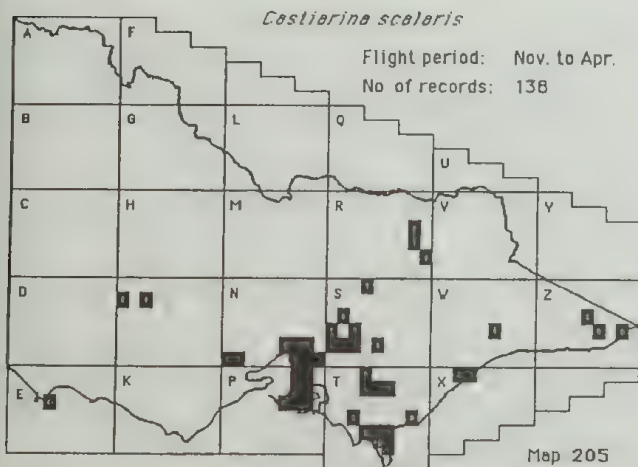 Castiarina scalaris
Flight period: Nov. to Apr.
No of records: 138
A F
B G L Q
U
C H M R V Y
D N S W Z
E K P T X
Map 205